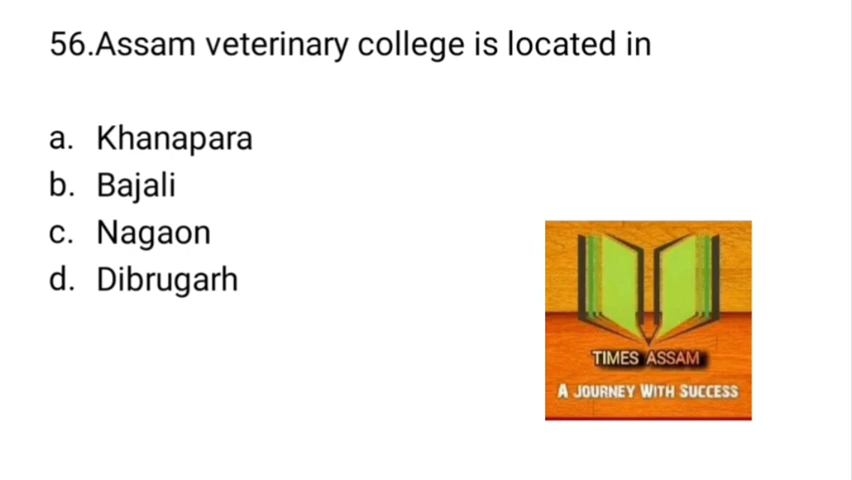 56.Assam veterinary college is located in
a. Khanapara
b. Bajali
c. Nagaon
d. Dibrugarh
TIMES ASSAM
A JOURNEY WITH SUCCESS